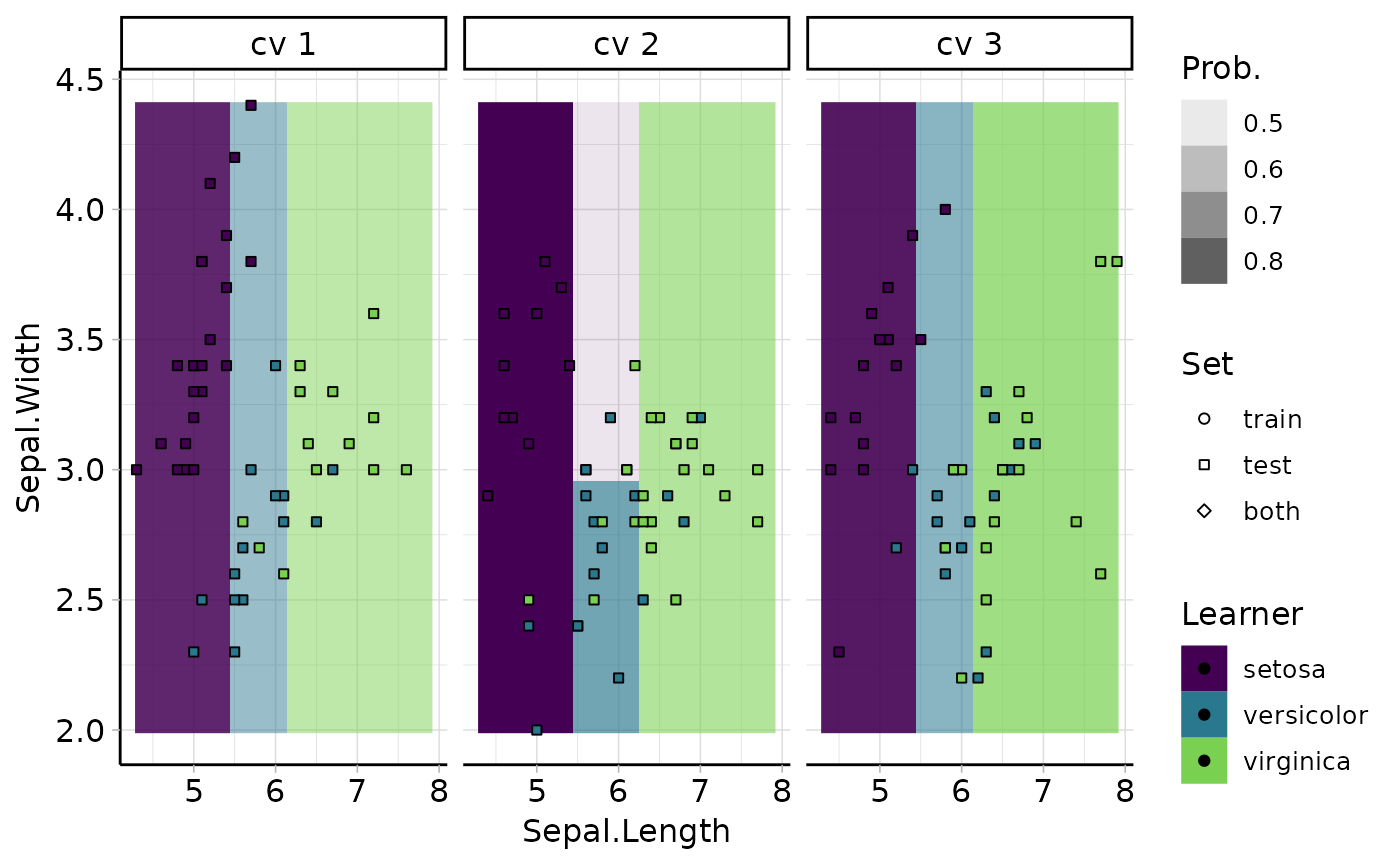 cv 1
cv 2
cv 3
4.5
4.0
3.5
3.0
2.5
2.0
Sepal.Width
5 6 7 8
5 6 7 8
5 6 7 8
Sepal.Length
Prob.
0.5
0.6
0.7
0.8
Set
train
test
both
Learner
setosa
versicolor
virginica